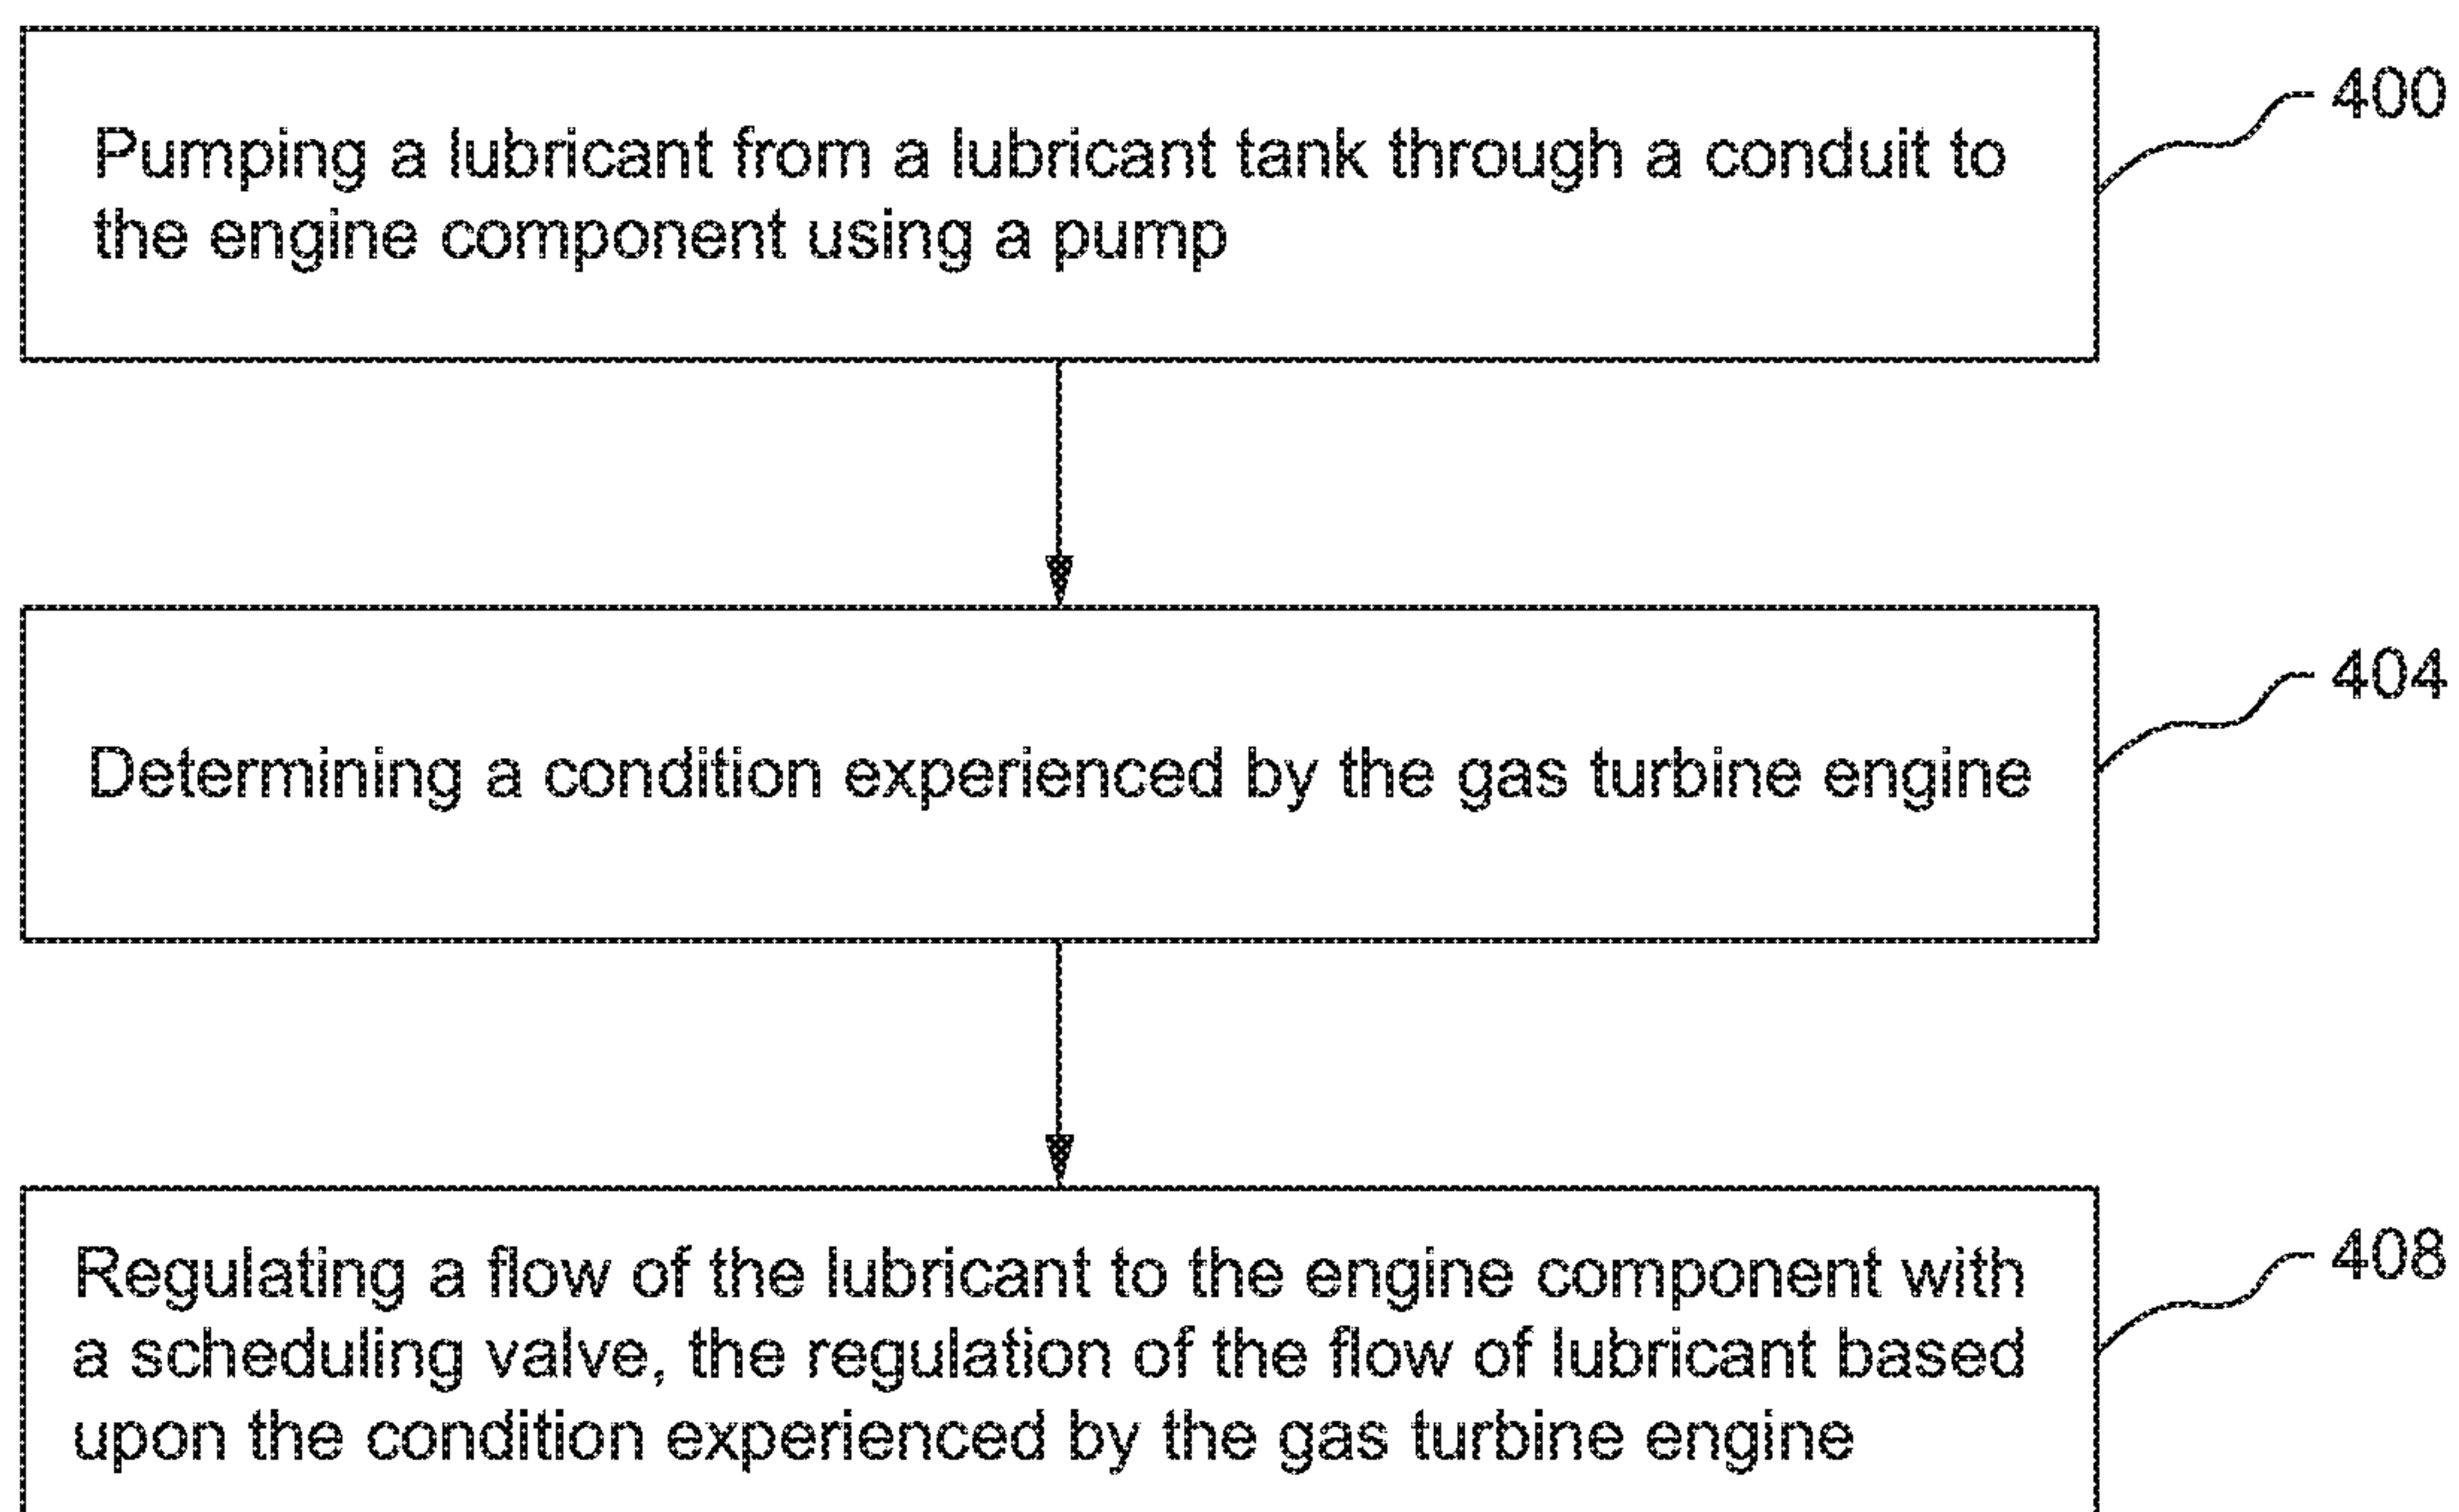 400
Pumping a lubricant from a lubricant tank through a conduit to
the engine component using a pump
404
Determining a condition experienced by the gas turbine engine
408
Regulating a flow of the lubricant to the engine component with
a scheduling valve, the regulation of the flow of lubricant based
upon the condition experienced by the gas turbine engine